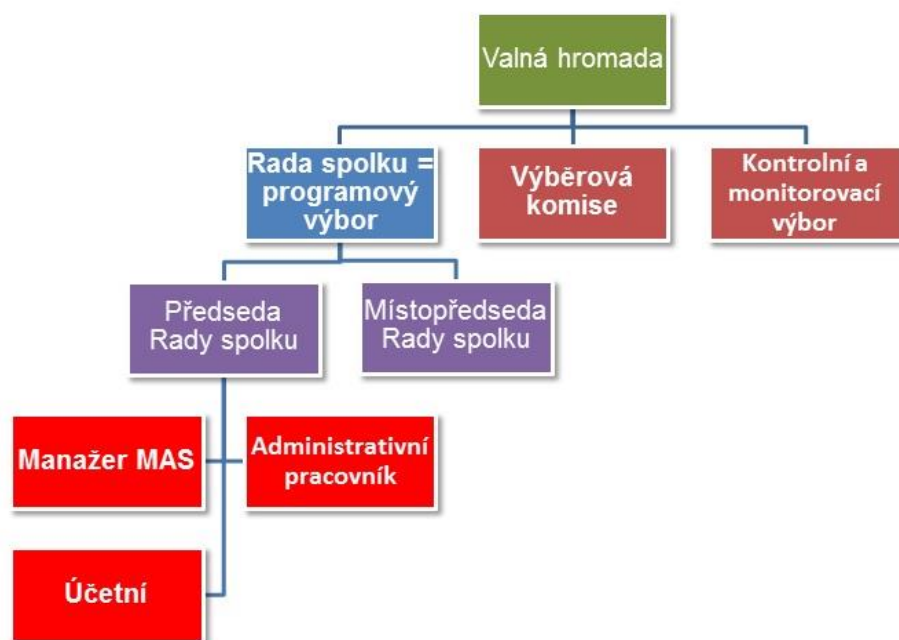 Valná hromada
Rada spolku =
programový
výbor
Výběrová
komise
Kontrolní a
monitorovací
výbor
Předseda
Rady spolku
Místopředseda
Rady spolku
Manažer MAS
Administrativní
pracovník
Účetní